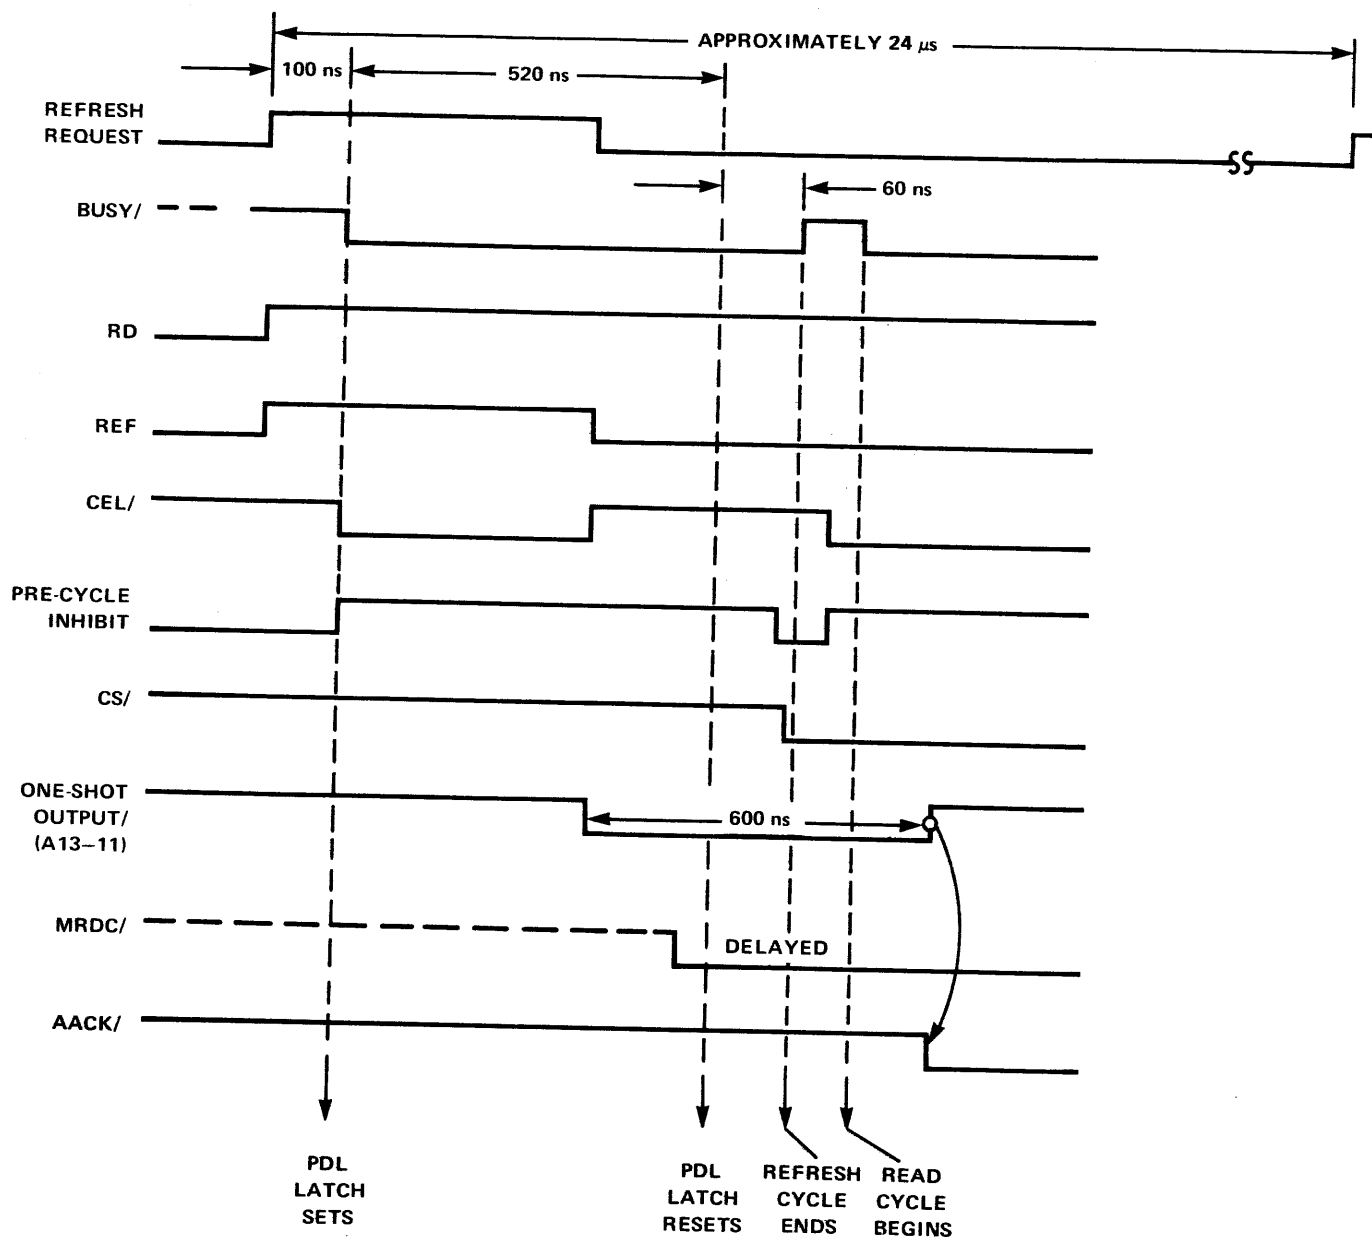 APPROXIMATELY 24 μs
100 ns
520 ns
REFRESH
REQUEST
60 ns
BUSY/
RD
REF
CEL/
PRE-CYCLE
INHIBIT
CS/
ONE-SHOT
OUTPUT/
(A13–11)
600 ns
MRDC/
DELAYED
AACK/
PDL
LATCH
SETS
PDL
LATCH
RESETS
REFRESH
CYCLE
ENDS
READ
CYCLE
BEGINS